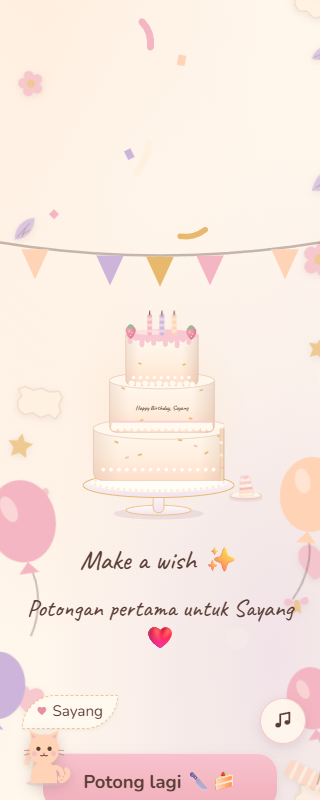 Happy Birthday, Sayang
Make a wish ✨
Potongan pertama untuk Sayang
❤️
Sayang
Potong lagi 🔪 🍰